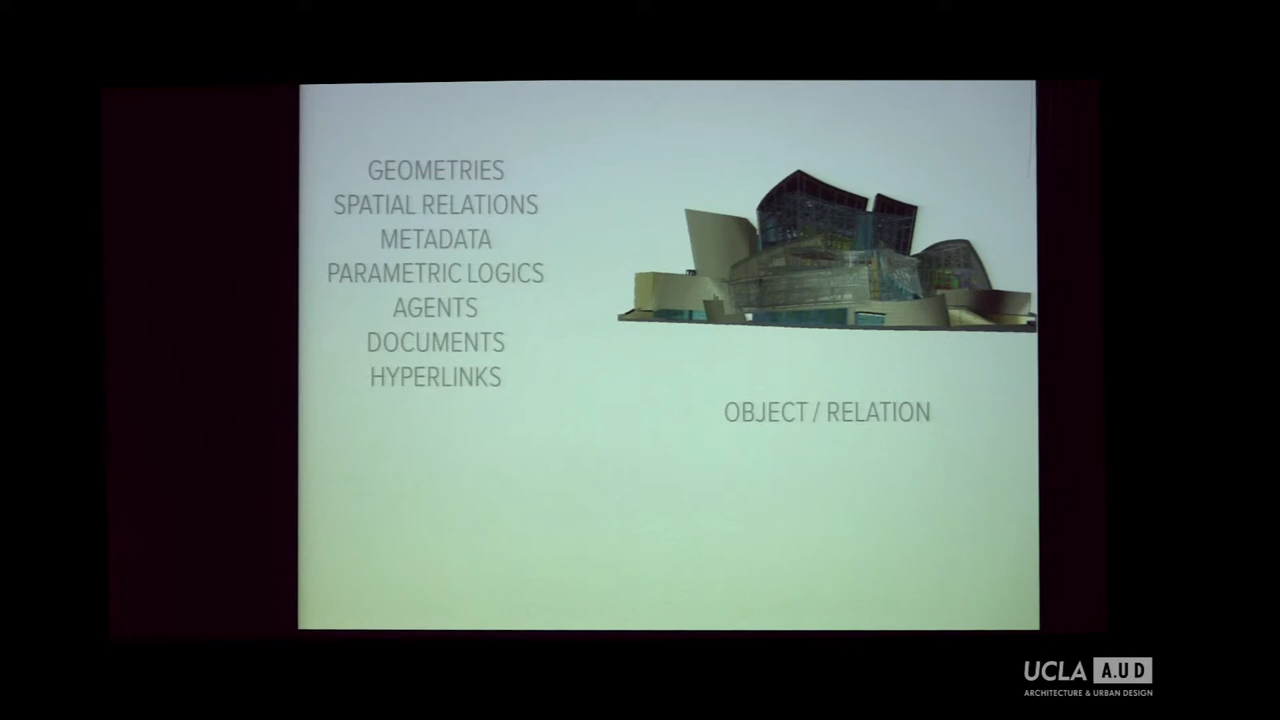 GEOMETRIES
SPATIAL RELATIONS
METADATA
PARAMETRIC LOGICS
AGENTS
DOCUMENTS
HYPERLINKS
OBJECT / RELATION
UCLA A.UD
ARCHITECTURE & URBAN DESIGN